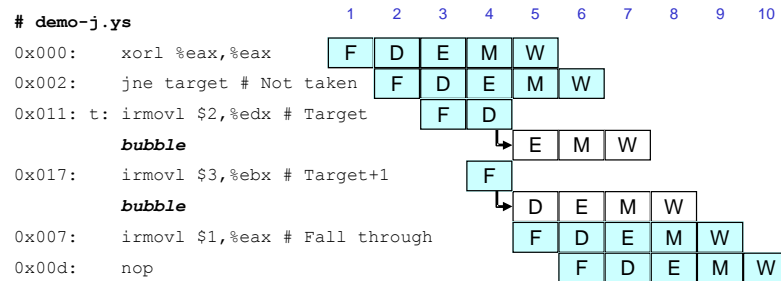 1 2 3 4 5 6 7 8 9 10
# demo-j.ys
0x000: xorl %eax,%eax F D E M W
0x002: jne target # Not taken F D E M W
0x011: t: irmovl $2,%edx # Target F D
bubble E M W
0x017: irmovl $3,%ebx # Target+1 F
bubble D E M W
0x007: irmovl $1,%eax # Fall through F D E M W
0x00d: nop F D E M W